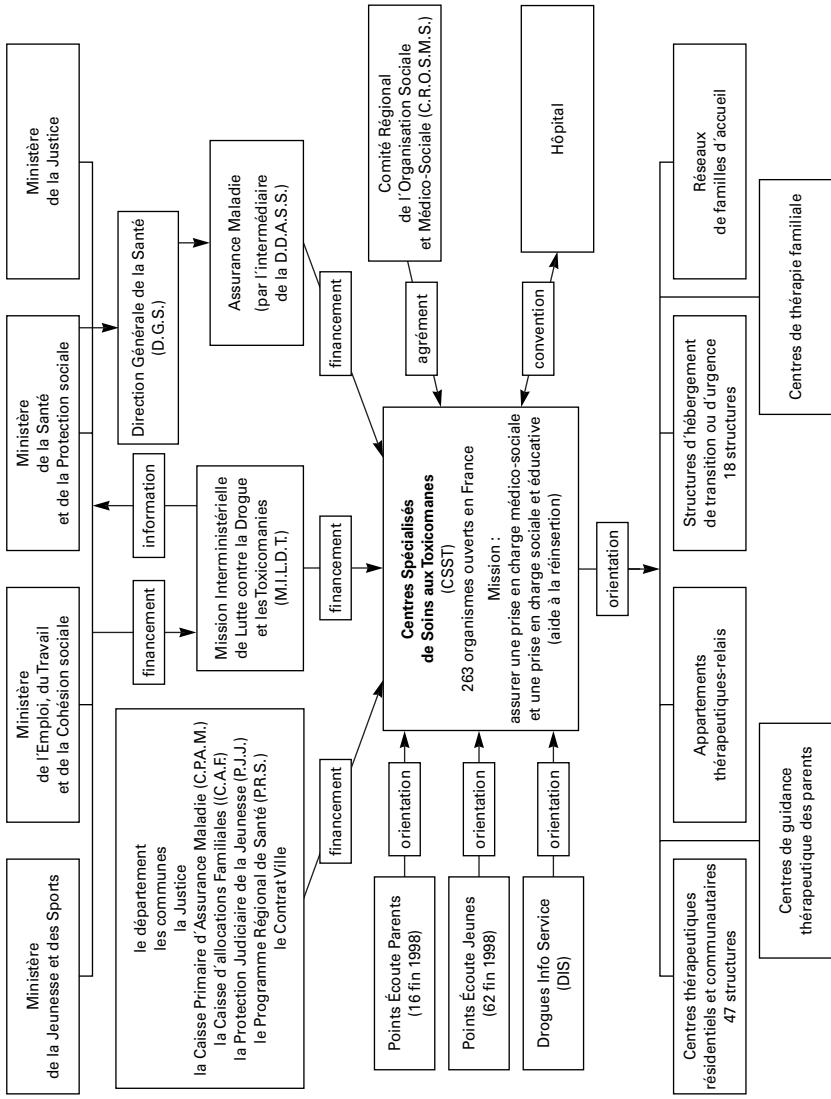 Ministère
de la Jeunesse et des Sports
Ministère
de l'Emploi, du Travail
et de la Cohésion sociale
Ministère
de la Santé
et de la Protection sociale
Ministère
de la Justice
financement
information
Direction Générale de la Santé
(D.G.S.)
le département
les communes
la Justice
la Caisse Primaire d'Assurance Maladie (C.P.A.M.)
la Caisse d'allocations Familiales ((C.A.F.)
la Protection Judiciaire de la Jeunesse (P.J.J.)
le Programme Régional de Santé (P.R.S.)
le Contrat Ville
Mission Interministérielle
de Lutte contre la Drogue
et les Toxicomanies
(M.I.L.D.T.)
Assurance Maladie
(par l'intermédiaire
de la D.D.A.S.S.)
financement
financement
financement
Points Écoute Parents
(16 fin 1998)
orientation
Points Écoute Jeunes
(62 fin 1998)
orientation
Drogues Info Service
(DIS)
orientation
Centres Spécialisés
de Soins aux Toxicomanes
(CSST)
263 organismes ouverts en France
Mission :
assurer une prise en charge médico-sociale
et une prise en charge sociale et éducative
(aide à la réinsertion)
agrément
Comité Régional
de l'Organisation Sociale
et Médico-Sociale (C.R.O.S.M.S.)
convention
Hôpital
orientation
Centres thérapeutiques
résidentiels et communautaires
47 structures
Appartements
thérapeutiques-relais
Structures d'hébergement
de transition ou d'urgence
18 structures
Réseaux
de familles d'accueil
Centres de guidance
thérapeutique des parents
Centres de thérapie familiale